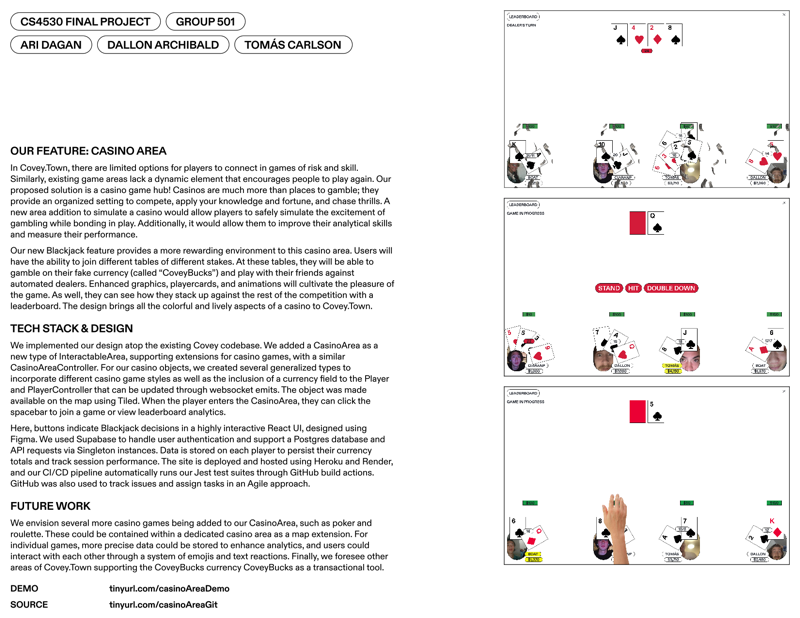 CS4530 FINAL PROJECT
GROUP 501
ARI DAGAN
DALLON ARCHIBALD
TOMÁS CARLSON
OUR FEATURE: CASINO AREA
In Covey.Town, there are limited options for players to connect in games of risk and skill.
Similarly, existing game areas lack a dynamic element that encourages people to play again. Our
proposed solution is a casino game hub! Casinos are much more than places to gamble; they
provide an organized setting to compete, apply your knowledge and fortune, and chase thrills. A
new area addition to simulate a casino would allow players to safely simulate the excitement of
gambling while bonding in play. Additionally, it would allow them to improve their analytical skills
and measure their performance.
Our new Blackjack feature provides a more rewarding environment to this casino area. Users will
have the ability to join different tables of different stakes. At these tables, they will be able to
gamble on their fake currency (called “CoveyBucks”) and play with their friends against
automated dealers. Enhanced graphics, playercards, and animations will cultivate the pleasure of
the game. As well, they can see how they stack up against the rest of the competition with a
leaderboard. The design brings all the colorful and lively aspects of a casino to Covey.Town.
TECH STACK & DESIGN
We implemented our design atop the existing Covey codebase. We added a CasinoArea as a
new type of InteractableArea, supporting extensions for casino games, with a similar
CasinoAreaController. For our casino objects, we created several generalized types to
incorporate different casino game styles as well as the inclusion of a currency field to the Player
and PlayerController that can be updated through websocket emits. The object was made
available on the map using Tiled. When the player enters the CasinoArea, they can click the
spacebar to join a game or view leaderboard analytics.
Here, buttons indicate Blackjack decisions in a highly interactive React UI, designed using
Figma. We used Supabase to handle user authentication and support a Postgres database and
API requests via Singleton instances. Data is stored on each player to persist their currency
totals and track session performance. The site is deployed and hosted using Heroku and Render,
and our CI/CD pipeline automatically runs our Jest test suites through GitHub build actions.
GitHub was also used to track issues and assign tasks in an Agile approach.
FUTURE WORK
We envision several more casino games being added to our CasinoArea, such as poker and
roulette. These could be contained within a dedicated casino area as a map extension. For
individual games, more precise data could be stored to enhance analytics, and users could
interact with each other through a system of emojis and text reactions. Finally, we foresee other
areas of Covey.Town supporting the CoveyBucks currency CoveyBucks as a transactional tool.
DEMO
tinyurl.com/casinoAreaDemo
SOURCE
tinyurl.com/casinoAreaGit
LEADERBOARD
DEALER'S TURN
J
4
2
8
K
10
BOAT
TOMÁS
DALLON
LEADERBOARD
GAME IN PROGRESS
Q
STAND
HIT
DOUBLE DOWN
7
J
6
DALLON
TOMÁS
BOAT
LEADERBOARD
GAME IN PROGRESS
5
6
8
7
K
BOAT
TOMÁS
DALLON